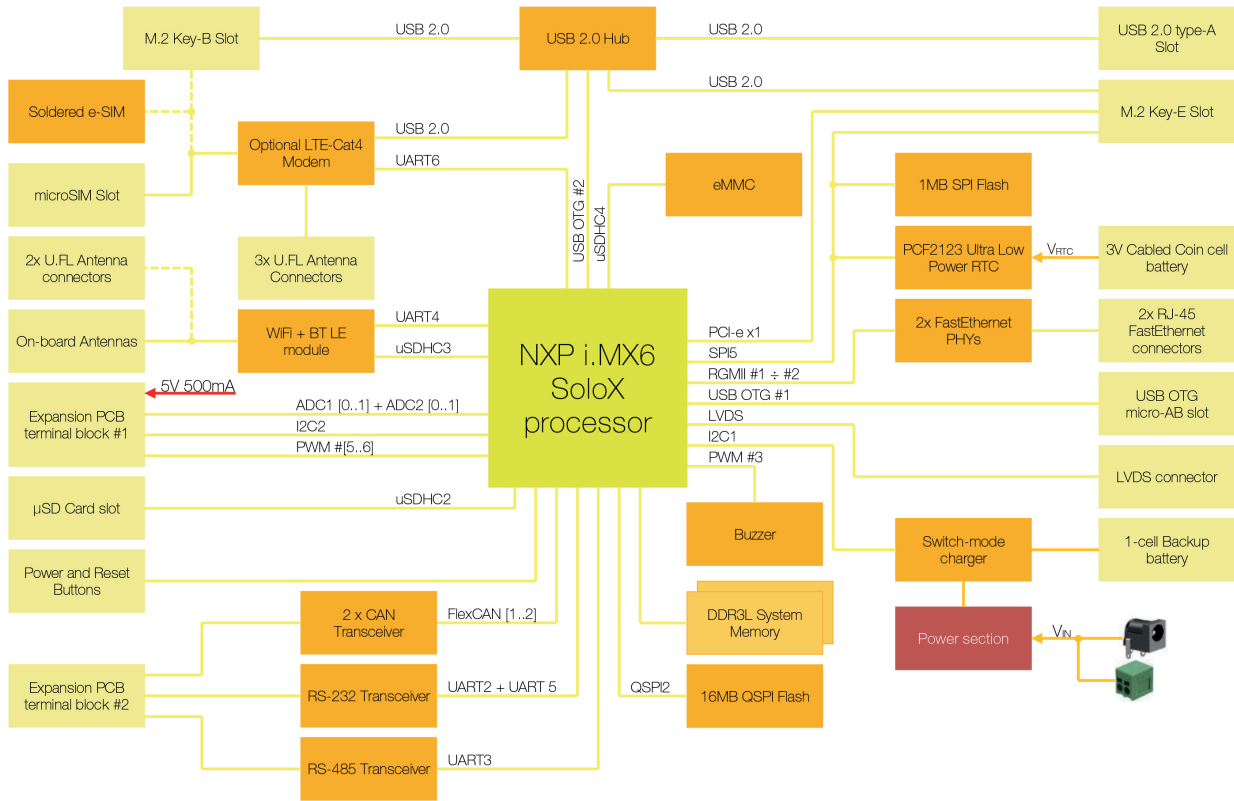 M.2 Key-B Slot
USB 2.0
USB 2.0 Hub
USB 2.0
USB 2.0 type-A
Slot
USB 2.0
Soldered e-SIM
M.2 Key-E Slot
USB 2.0
Optional LTE-Cat4
Modem
UART6
microSIM Slot
USB OTG #2
uSDHC4
eMMC
1MB SPI Flash
2x U.FL Antenna
connectors
3x U.FL Antenna
Connectors
PCF2123 Ultra Low
Power RTC
VRTC
3V Cabled Coin cell
battery
On-board Antennas
WiFi + BT LE
module
UART4
uSDHC3
NXP i.MX6
SoloX
processor
PCI-e x1
SPI5
RGMII #1 ÷ #2
USB OTG #1
LVDS
I2C1
PWM #3
2x FastEthernet
PHYs
2x RJ-45
FastEthernet
connectors
5V 500mA
Expansion PCB
terminal block #1
ADC1 [0..1] + ADC2 [0..1]
I2C2
PWM #[5..6]
USB OTG
micro-AB slot
LVDS connector
µSD Card slot
uSDHC2
Buzzer
Switch-mode
charger
1-cell Backup
battery
Power and Reset
Buttons
2 x CAN
Transceiver
FlexCAN [1..2]
DDR3L System
Memory
Power section
VIN
Expansion PCB
terminal block #2
RS-232 Transceiver
UART2 + UART 5
QSPI2
16MB QSPI Flash
RS-485 Transceiver
UART3